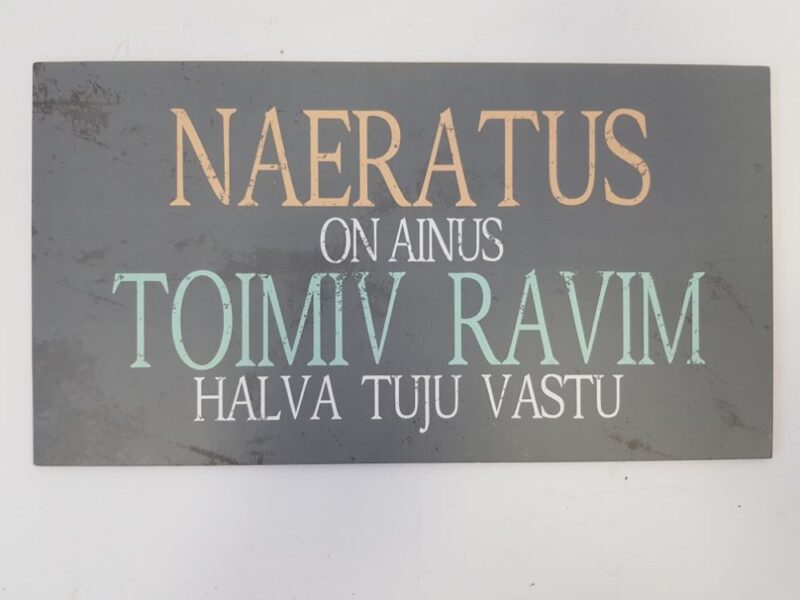 NAERATUS
ON AINUS
TOIMIV RAVIM
HALVA TUJU VASTU